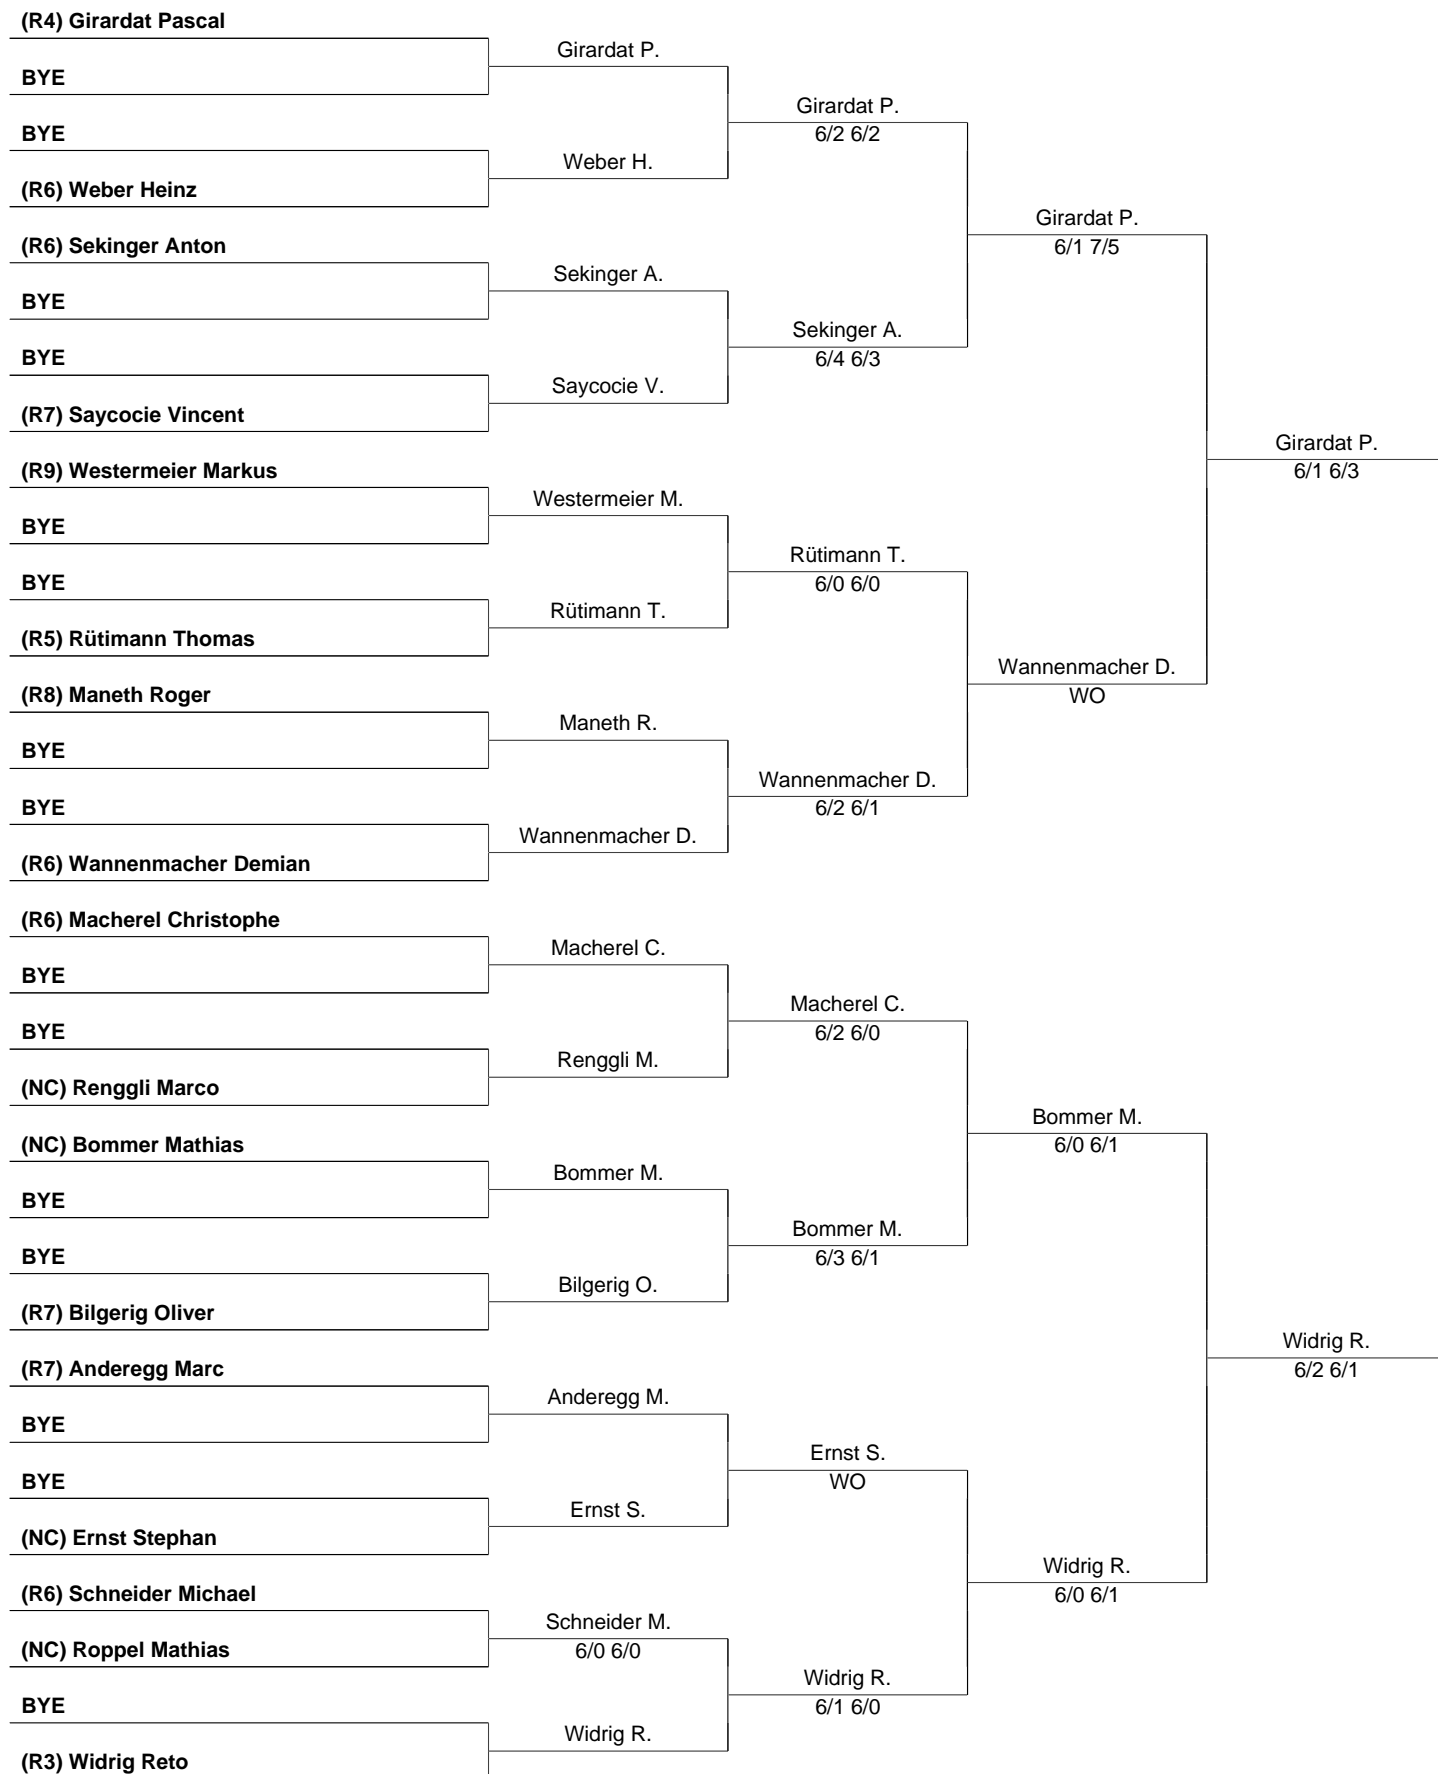 (R4) Girardat Pascal
BYE
BYE
(R6) Weber Heinz
(R6) Sekinger Anton
BYE
BYE
(R7) Saycocie Vincent
(R9) Westermeier Markus
BYE
BYE
(R5) Rütimann Thomas
(R8) Maneth Roger
BYE
BYE
(R6) Wannenmacher Demian
(R6) Macherel Christophe
BYE
BYE
(NC) Renggli Marco
(NC) Bommer Mathias
BYE
BYE
(R7) Bilgerig Oliver
(R7) Anderegg Marc
BYE
BYE
(NC) Ernst Stephan
(R6) Schneider Michael
(NC) Roppel Mathias
BYE
(R3) Widrig Reto
Girardat P.
Weber H.
Sekinger A.
Saycocie V.
Westermeier M.
Rütimann T.
Maneth R.
Wannenmacher D.
Macherel C.
Renggli M.
Bommer M.
Bilgerig O.
Anderegg M.
Ernst S.
Schneider M.
6/0 6/0
Widrig R.
Girardat P.
6/2 6/2
Sekinger A.
6/4 6/3
Rütimann T.
6/0 6/0
Wannenmacher D.
6/2 6/1
Macherel C.
6/2 6/0
Bommer M.
6/3 6/1
Ernst S.
WO
Widrig R.
6/1 6/0
Girardat P.
6/1 7/5
Wannenmacher D.
WO
Bommer M.
6/0 6/1
Widrig R.
6/0 6/1
Girardat P.
6/1 6/3
Widrig R.
6/2 6/1